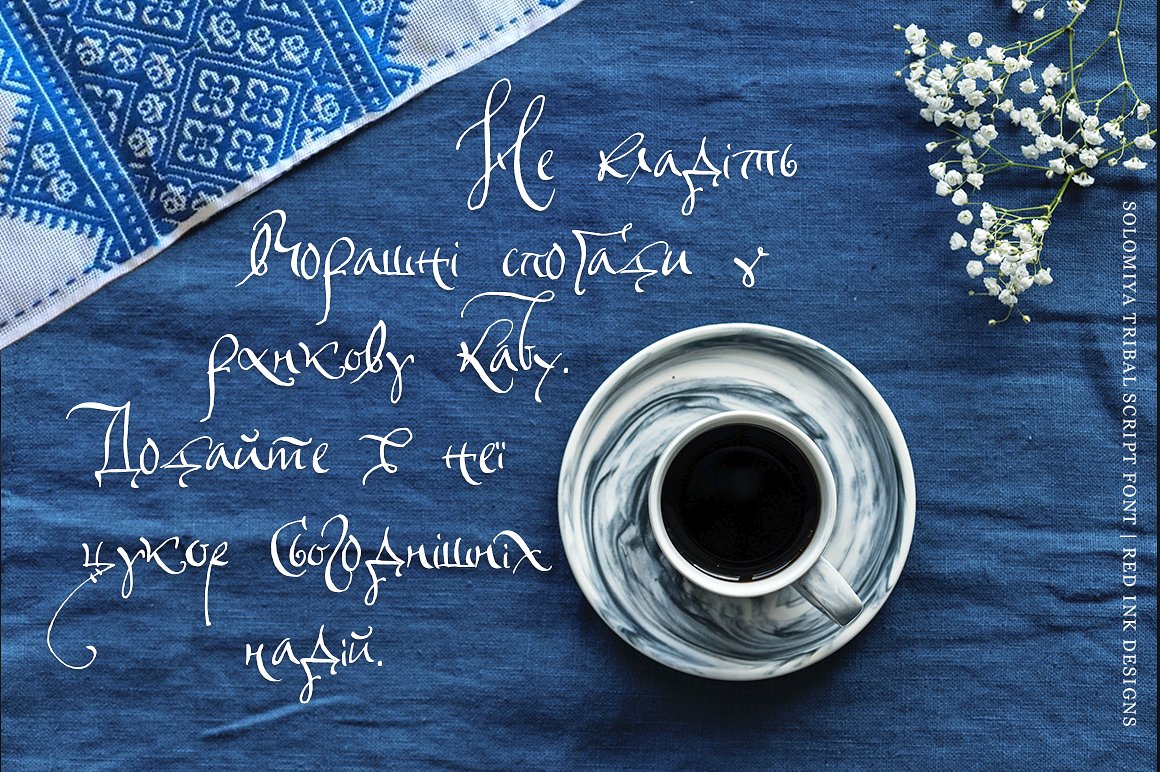 Не кладіть
вчорашні спогади у
ранкову каву.
Додайте в неї
цукор сьогоднішніх
надій.
SOLOMIYA TRIBAL SCRIPT FONT | RED INK DESIGNS